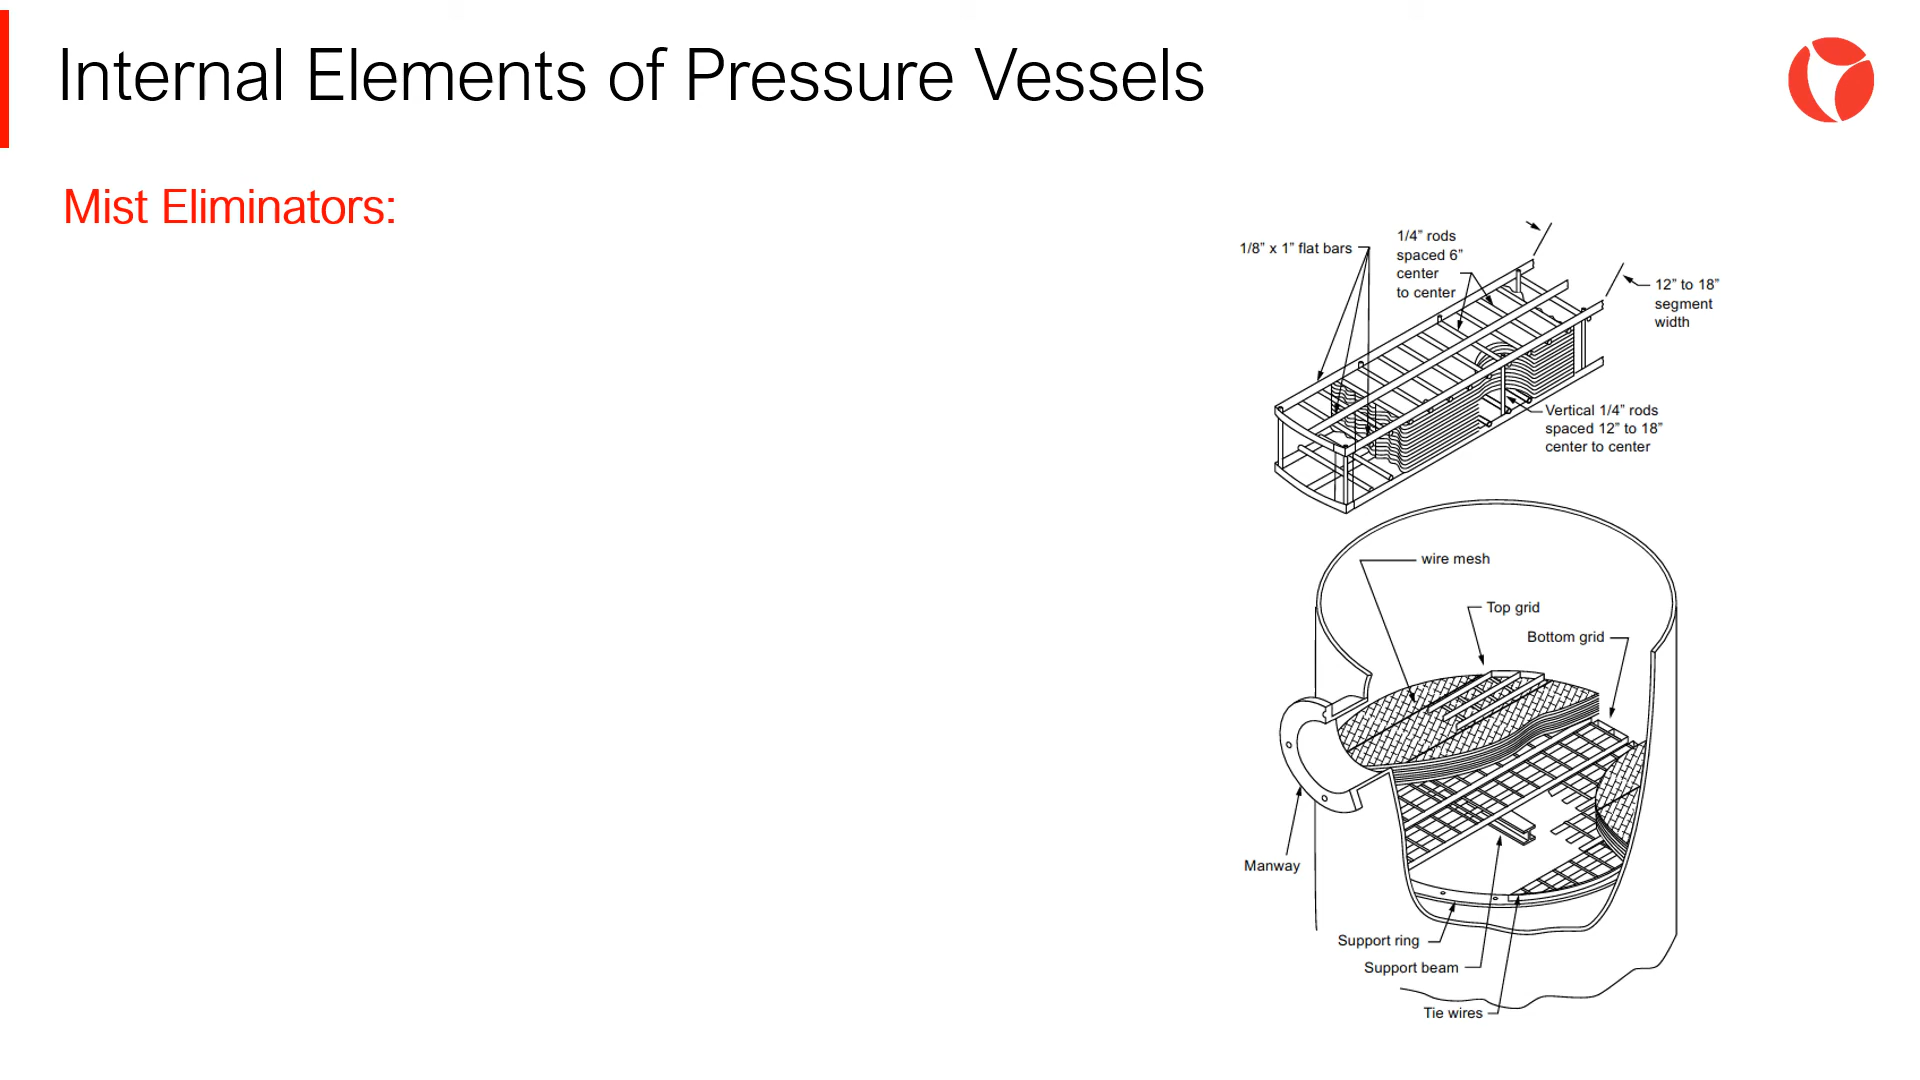 Internal Elements of Pressure Vessels
Mist Eliminators:
1/8” x 1” flat bars
1/4” rods
spaced 6”
center
to center
12” to 18”
segment
width
Vertical 1/4” rods
spaced 12” to 18”
center to center
wire mesh
Top grid
Bottom grid
Manway
Support ring
Support beam
Tie wires